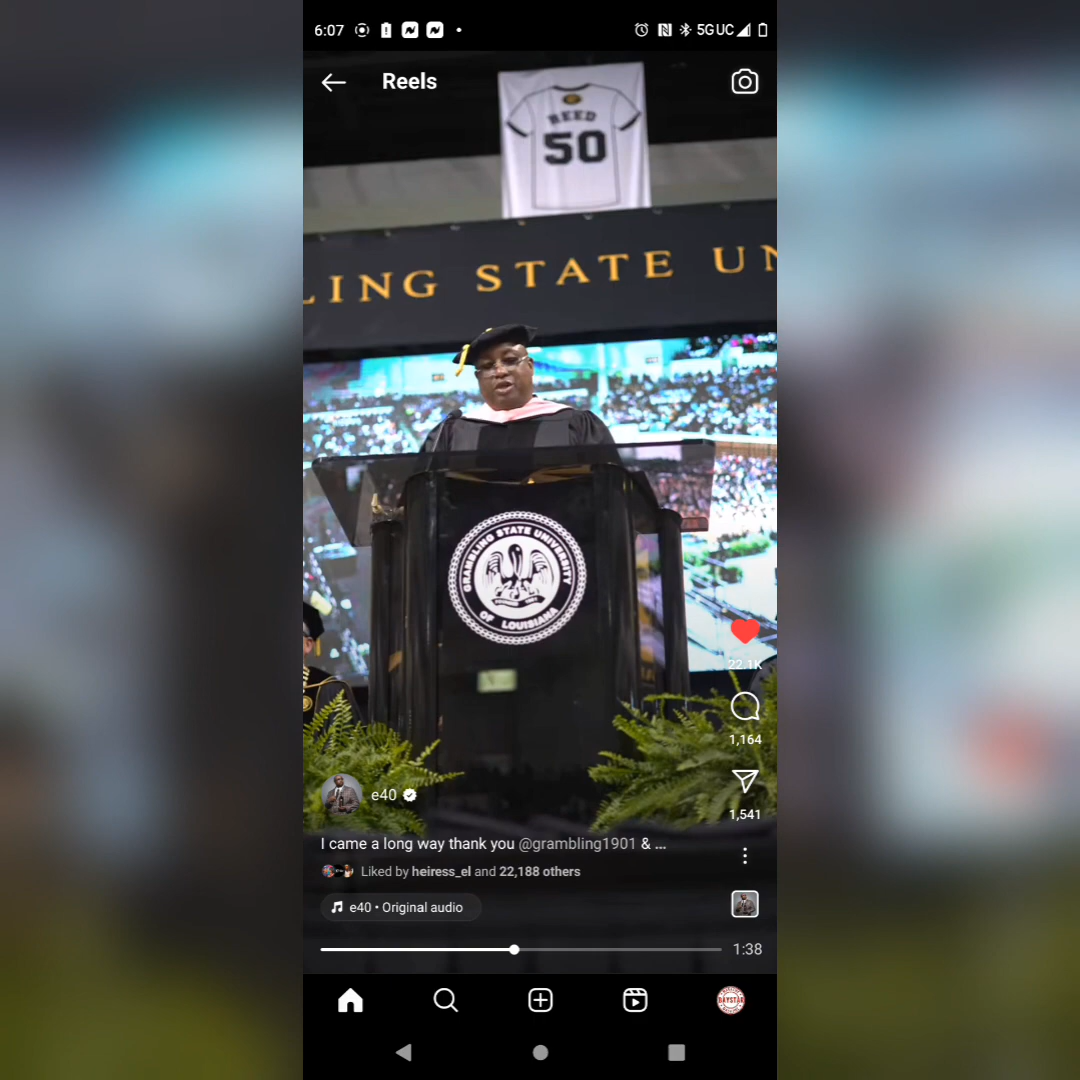 6:07
5G UC
Reels
REED
50
LING STATE UN
GRAMBLING STATE UNIVERSITY
OF LOUISIANA
22.1K
1,164
1,541
e40
I came a long way thank you @grambling1901 & ...
Liked by heiress_el and 22,188 others
e40 • Original audio
1:38
BAYSTAR